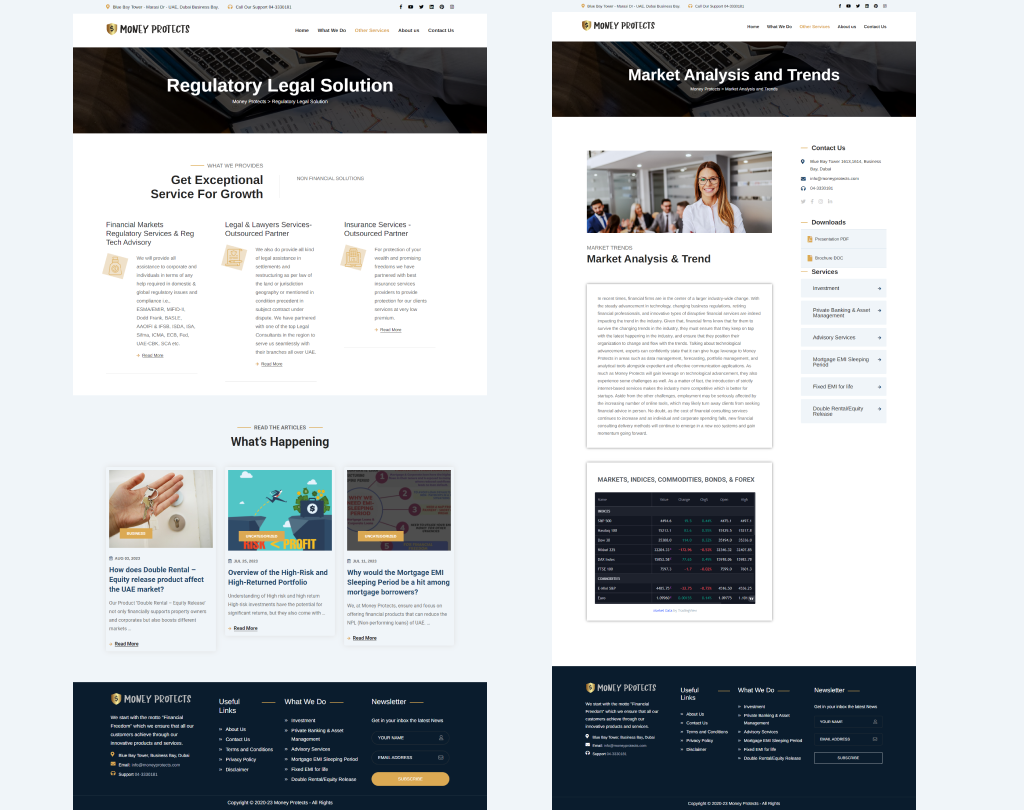 Blue Bay Tower - Marasi Dr - UAE, Dubai Business Bay.
Call Our Support 04-3330181
MONEY PROTECTS
Home What We Do Other Services About us Contact Us
Regulatory Legal Solution
Money Protects > Regulatory Legal Solution
WHAT WE PROVIDES
Get Exceptional
Service For Growth
NON FINANCIAL SOLUTIONS
Financial Markets
Regulatory Services & Reg
Tech Advisory
We will provide all
assistance to corporate and
individuals in terms of any
help required in domestic &
global regulatory issues and
compliance i.e.,
ESMA/EMIR, MiFID-II,
Dodd Frank, BASLE,
AAOIFI & IFSB, ISDA, ISA,
Silma, ICMA, ECB, Fed,
UAE-CBK, SCA etc
Read More
Legal & Lawyers Services-
Outsourced Partner
We also do provide all kind
of legal assistance in
settlements and
restructuring as per law of
the land or jurisdiction
geography or mentioned in
condition precedent in
subject contract under
dispute. We have partnered
with one of the top Legal
Consultants in the region to
serve us seamlessly with
their branches all over UAE.
Read More
Insurance Services -
Outsourced Partner
For protection of your
wealth and promising
freedoms we have
partnered with best
insurance services
providers to provide
protection for our clients
services at very low
premium.
Read More
READ THE ARTICLES
What's Happening
BUSINESS
AUG 10, 2023
How does Double Rental –
Equity release product affect
the UAE market?
Our Product 'Double Rental – Equity Release'
not only financially supports property owners
and corporates but also boosts different
markets ...
Read More
RISK < PROFIT
UNCATEGORIZED
JUL 25, 2023
Overview of the High-Risk and
High-Returned Portfolio
Understanding of High risk and high return
High risk investments have the potential for
significant returns, but they also come with ...
Read More
WHY WE
NEED EMI-
SLEEPING
PERIOD
UNCATEGORIZED
JUL 11, 2023
Why would the Mortgage EMI
Sleeping Period be a hit among
mortgage borrowers?
We, at Money Protects, design and focus on
offering financial products that can reduce the
NPL (Non-performing loans) of UAE. ...
Read More
MONEY PROTECTS
We start with the motto "Financial
Freedom" which we ensure that all our
customers achieve through our
innovative products and services.
Blue Bay Tower, Business Bay, Dubai
Email: info@moneyprotects.com
Support 04-3330181
Useful
Links
About Us
Contact Us
Terms and Conditions
Privacy Policy
Disclaimer
What We Do
Investment
Private Banking & Asset
Management
Advisory Services
Mortgage EMI Sleeping Period
Fixed EMI for life
Double Rental/Equity Release
Newsletter
Get in your inbox the latest News
YOUR NAME
EMAIL ADDRESS
SUBSCRIBE
Copyright © 2020-23 Money Protects - All Rights
Blue Bay Tower - Marasi Dr - UAE, Dubai Business Bay.
Call Our Support 04-3330181
MONEY PROTECTS
Home What We Do Other Services About us Contact Us
Market Analysis and Trends
Money Protects > Market Analysis and Trends
MARKET TRENDS
Market Analysis & Trend
In recent times, financial firms are in the center of a larger industry-wide change. With
the steady advancement in technology, changing business regulations, retiring
financial professionals, and innovative types of disruptive financial services are indeed
impacting the trend in the industry. Given that, financial firms know that for them to
survive the changing trends in the industry, they must ensure that they keep on top
with the latest happening in the industry, and ensure that they position their
organisation to change and flow with the trends. Talking about technological
advancement, experts can confidently posit that it can give huge leverage to Money
Protects in areas such as data management, forecasting, portfolio management, and
analytical tools alongside expedient and effective communication applications. As
much as Money Protects will gain leverage on technological advancement, they also
experience some challenges as well. As a matter of fact, the introduction of strictly
internet-based services makes the industry more competitive which is better for
startups. Aside from the other challenges, employment may be seriously affected by
the increasing number of online bots, which may likely turn away clients from seeking
financial advice in person. No doubt, as the cost of financial consulting services
continues to increase and as individual and corporate spending falls, new financial
consulting delivery methods will continue to emerge in a new eco systems and gain
momentum going forward.
MARKETS, INDICES, COMMODITIES, BONDS, & FOREX
Name Value Change High Open High
INDICES
S&P 500
Nasdaq 100
Dow 30
Nikkei 225
DAX Index
FTSE 100
COMMODITIES
E-Mini S&P
Euro
Contact Us
Blue Bay Tower 1613,1614, Business
Bay, Dubai
info@moneyprotects.com
04-3330181
Downloads
Presentation PDF
Brochure DOC
Services
Investment
Private Banking & Asset
Management
Advisory Services
Mortgage EMI Sleeping
Period
Fixed EMI for life
Double Rental/Equity
Release
MONEY PROTECTS
We start with the motto "Financial
Freedom" which we ensure that all our
customers achieve through our
innovative products and services.
Blue Bay Tower, Business Bay, Dubai
Email: info@moneyprotects.com
Support 04-3330181
Useful
Links
About Us
Contact Us
Terms and Conditions
Privacy Policy
Disclaimer
What We Do
Investment
Private Banking & Asset
Management
Advisory Services
Mortgage EMI Sleeping Period
Fixed EMI for life
Double Rental/Equity Release
Newsletter
Get in your inbox the latest News
YOUR NAME
EMAIL ADDRESS
SUBSCRIBE
Copyright © 2020-23 Money Protects - All Rights